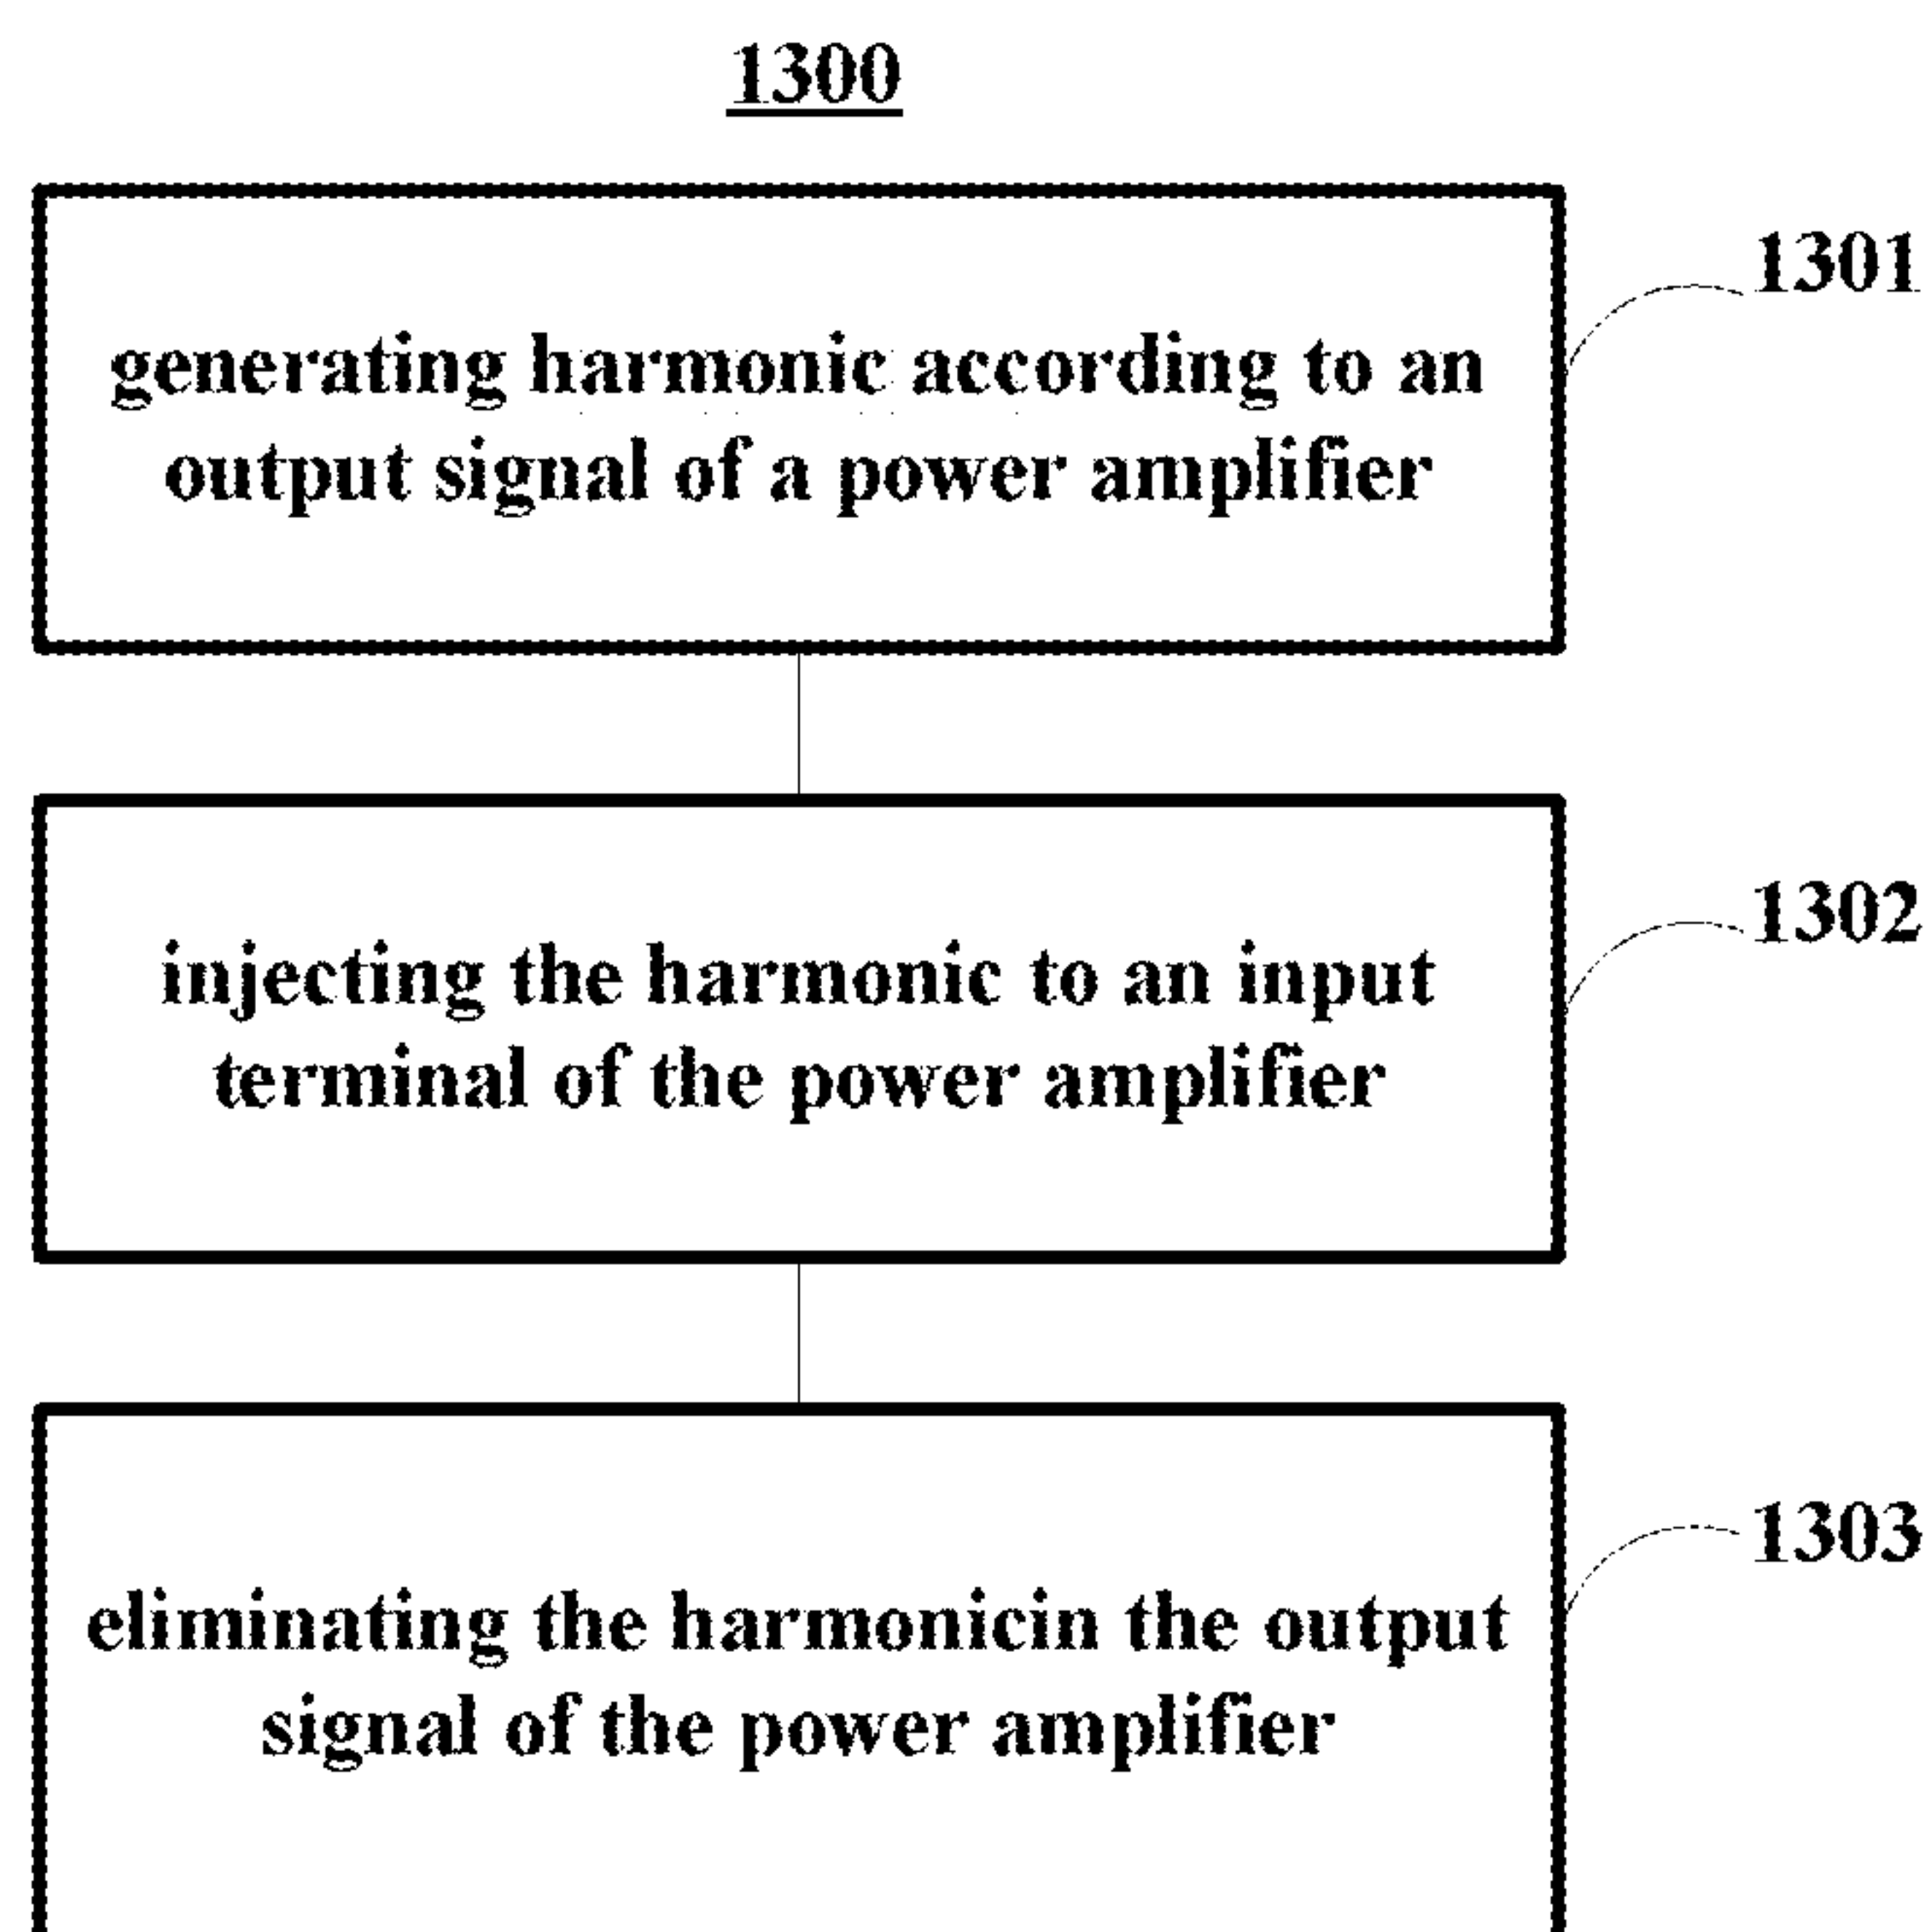 1300
1301
generating harmonic according to an
output signal of a power amplifier
1302
injecting the harmonic to an input
terminal of the power amplifier
1303
eliminating the harmonicin the output
signal of the power amplifier